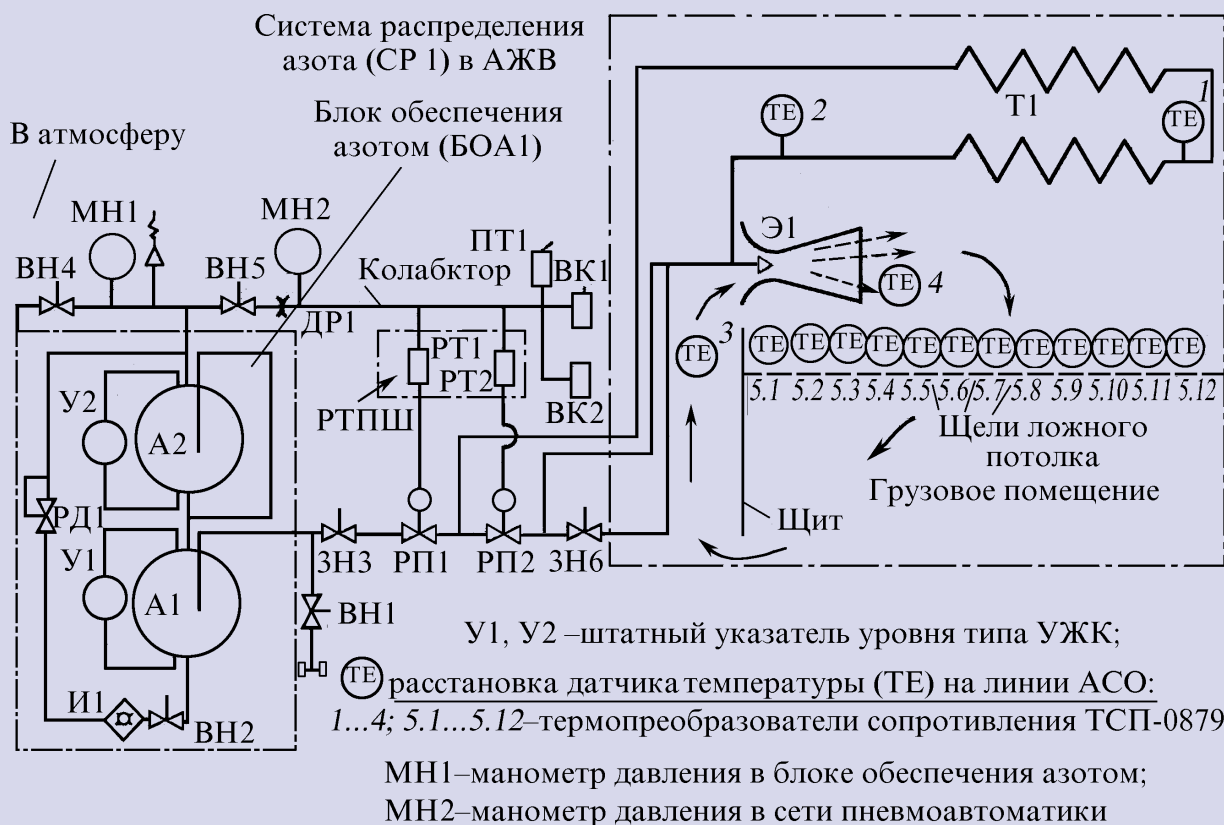 Система распределения
азота (СР 1) в АЖВ
Блок обеспечения
азотом (БОА1)
В атмосферу
МН1
МН2
ВН4
ВН5
ДР1
Колабктор
ПТ1
ВК1
ВК2
РТ1
РТ2
РТПШ
У2
А2
РД1
У1
А1
И1
ВН2
ЗН3
РП1
РП2
ЗН6
ВН1
Т1
ТЕ 1
ТЕ 2
Э1
ТЕ 4
ТЕ 3
ТЕ ТЕ ТЕ ТЕ ТЕ ТЕ ТЕ ТЕ ТЕ ТЕ ТЕ ТЕ
5.1 5.2 5.3 5.4 5.5 5.6 5.7 5.8 5.9 5.10 5.11 5.12
Щели ложного
потолка
Грузовое помещение
Щит
У1, У2 –штатный указатель уровня типа УЖК;
ТЕ расстановка датчика температуры (ТЕ) на линии АСО:
1...4; 5.1...5.12–термопреобразователи сопротивления ТСП-0879
МН1–манометр давления в блоке обеспечения азотом;
МН2–манометр давления в сети пневмоавтоматики